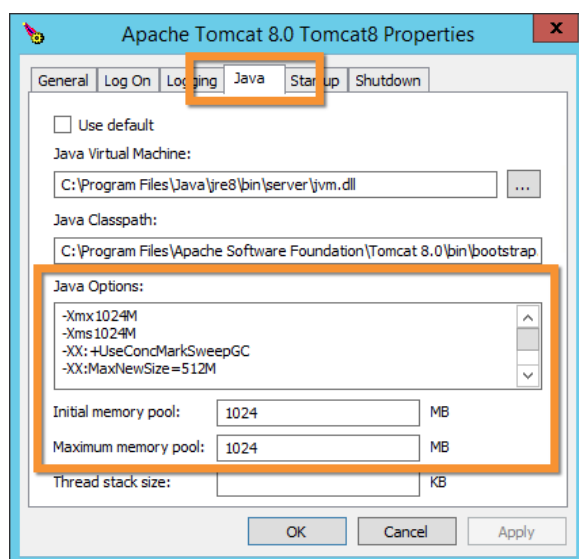 Apache Tomcat 8.0 Tomcat8 Properties
x
General Log On Logging Java Startup Shutdown
Use default
Java Virtual Machine:
C:\Program Files\Java\jre8\bin\server\jvm.dll
...
Java Classpath:
C:\Program Files\Apache Software Foundation\Tomcat 8.0\bin\bootstrap
Java Options:
-Xmx1024M
-Xms1024M
-XX:+UseConcMarkSweepGC
-XX:MaxNewSize=512M
Initial memory pool: 1024 MB
Maximum memory pool: 1024 MB
Thread stack size: KB
OK Cancel Apply